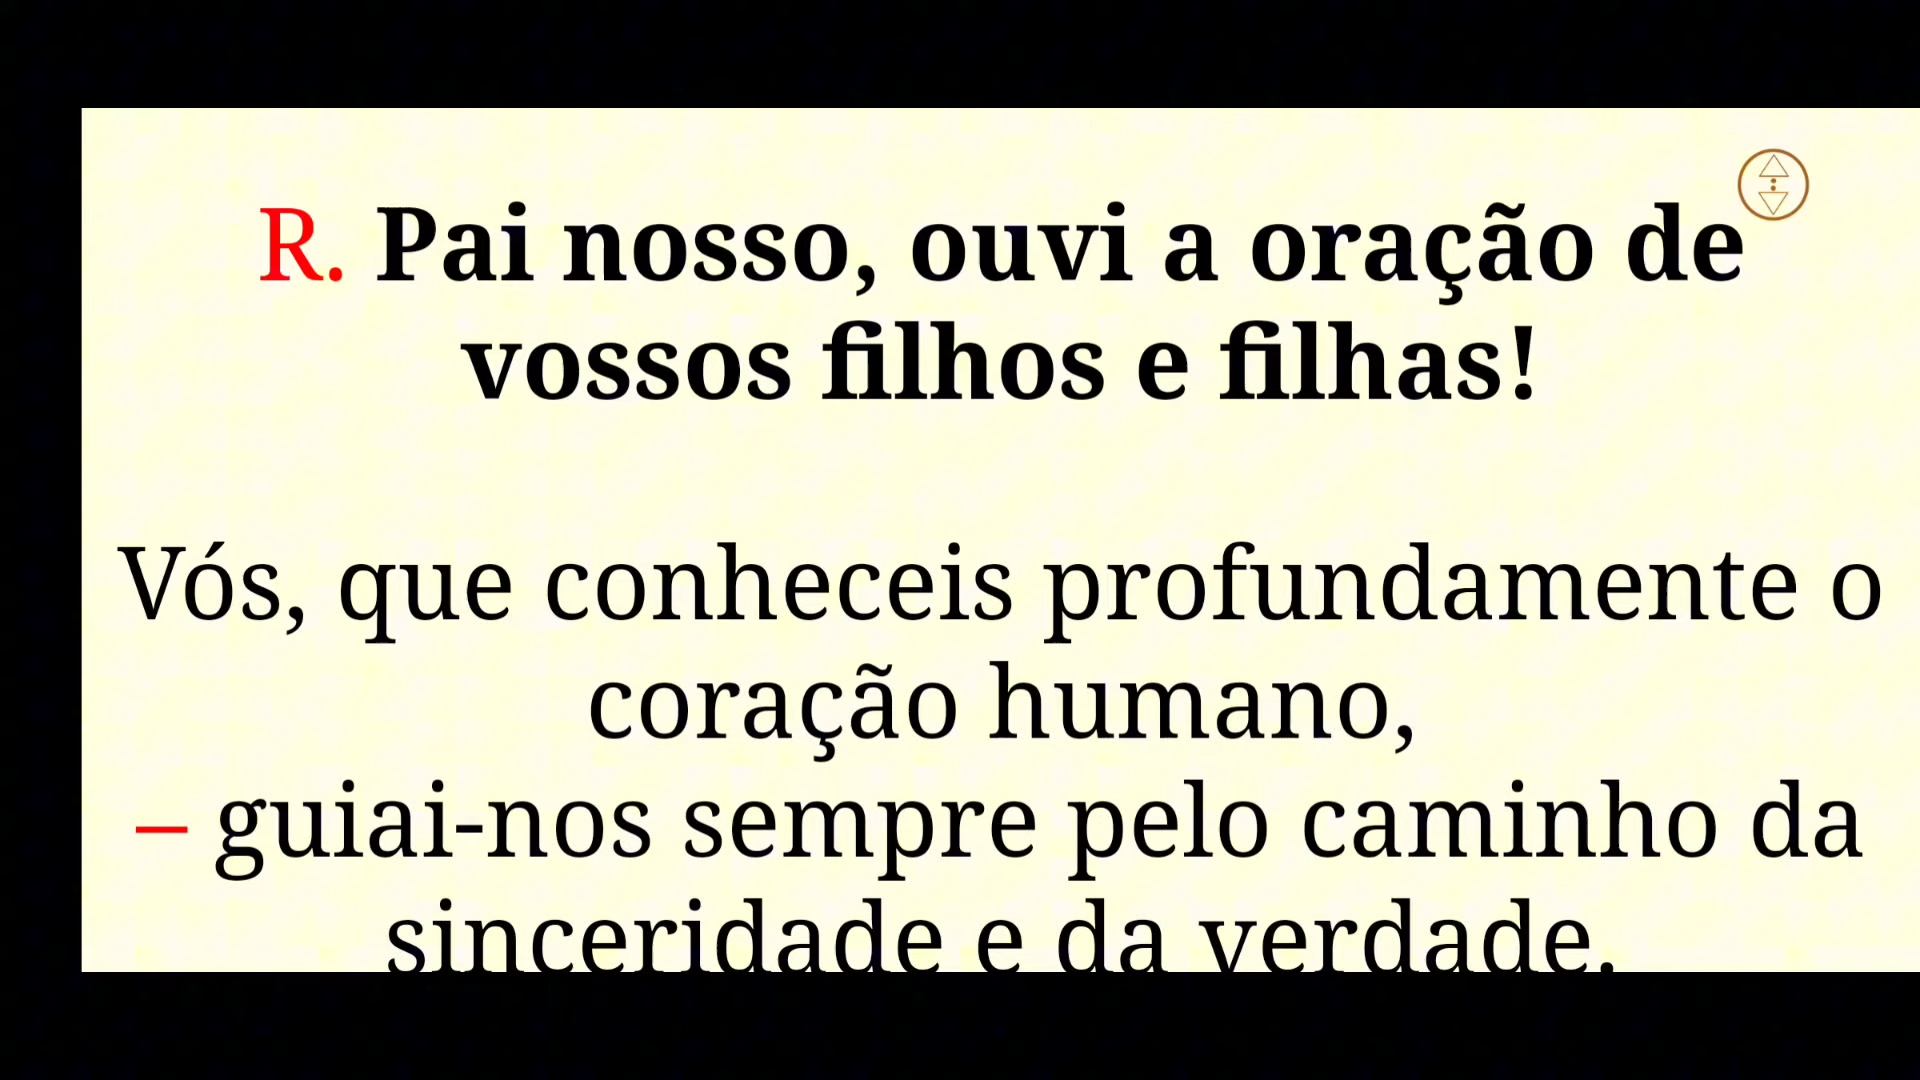 R. Pai nosso, ouvi a oração de
vossos filhos e filhas!
Vós, que conheceis profundamente o
coração humano,
– guiai-nos sempre pelo caminho da
sinceridade e da verdade.